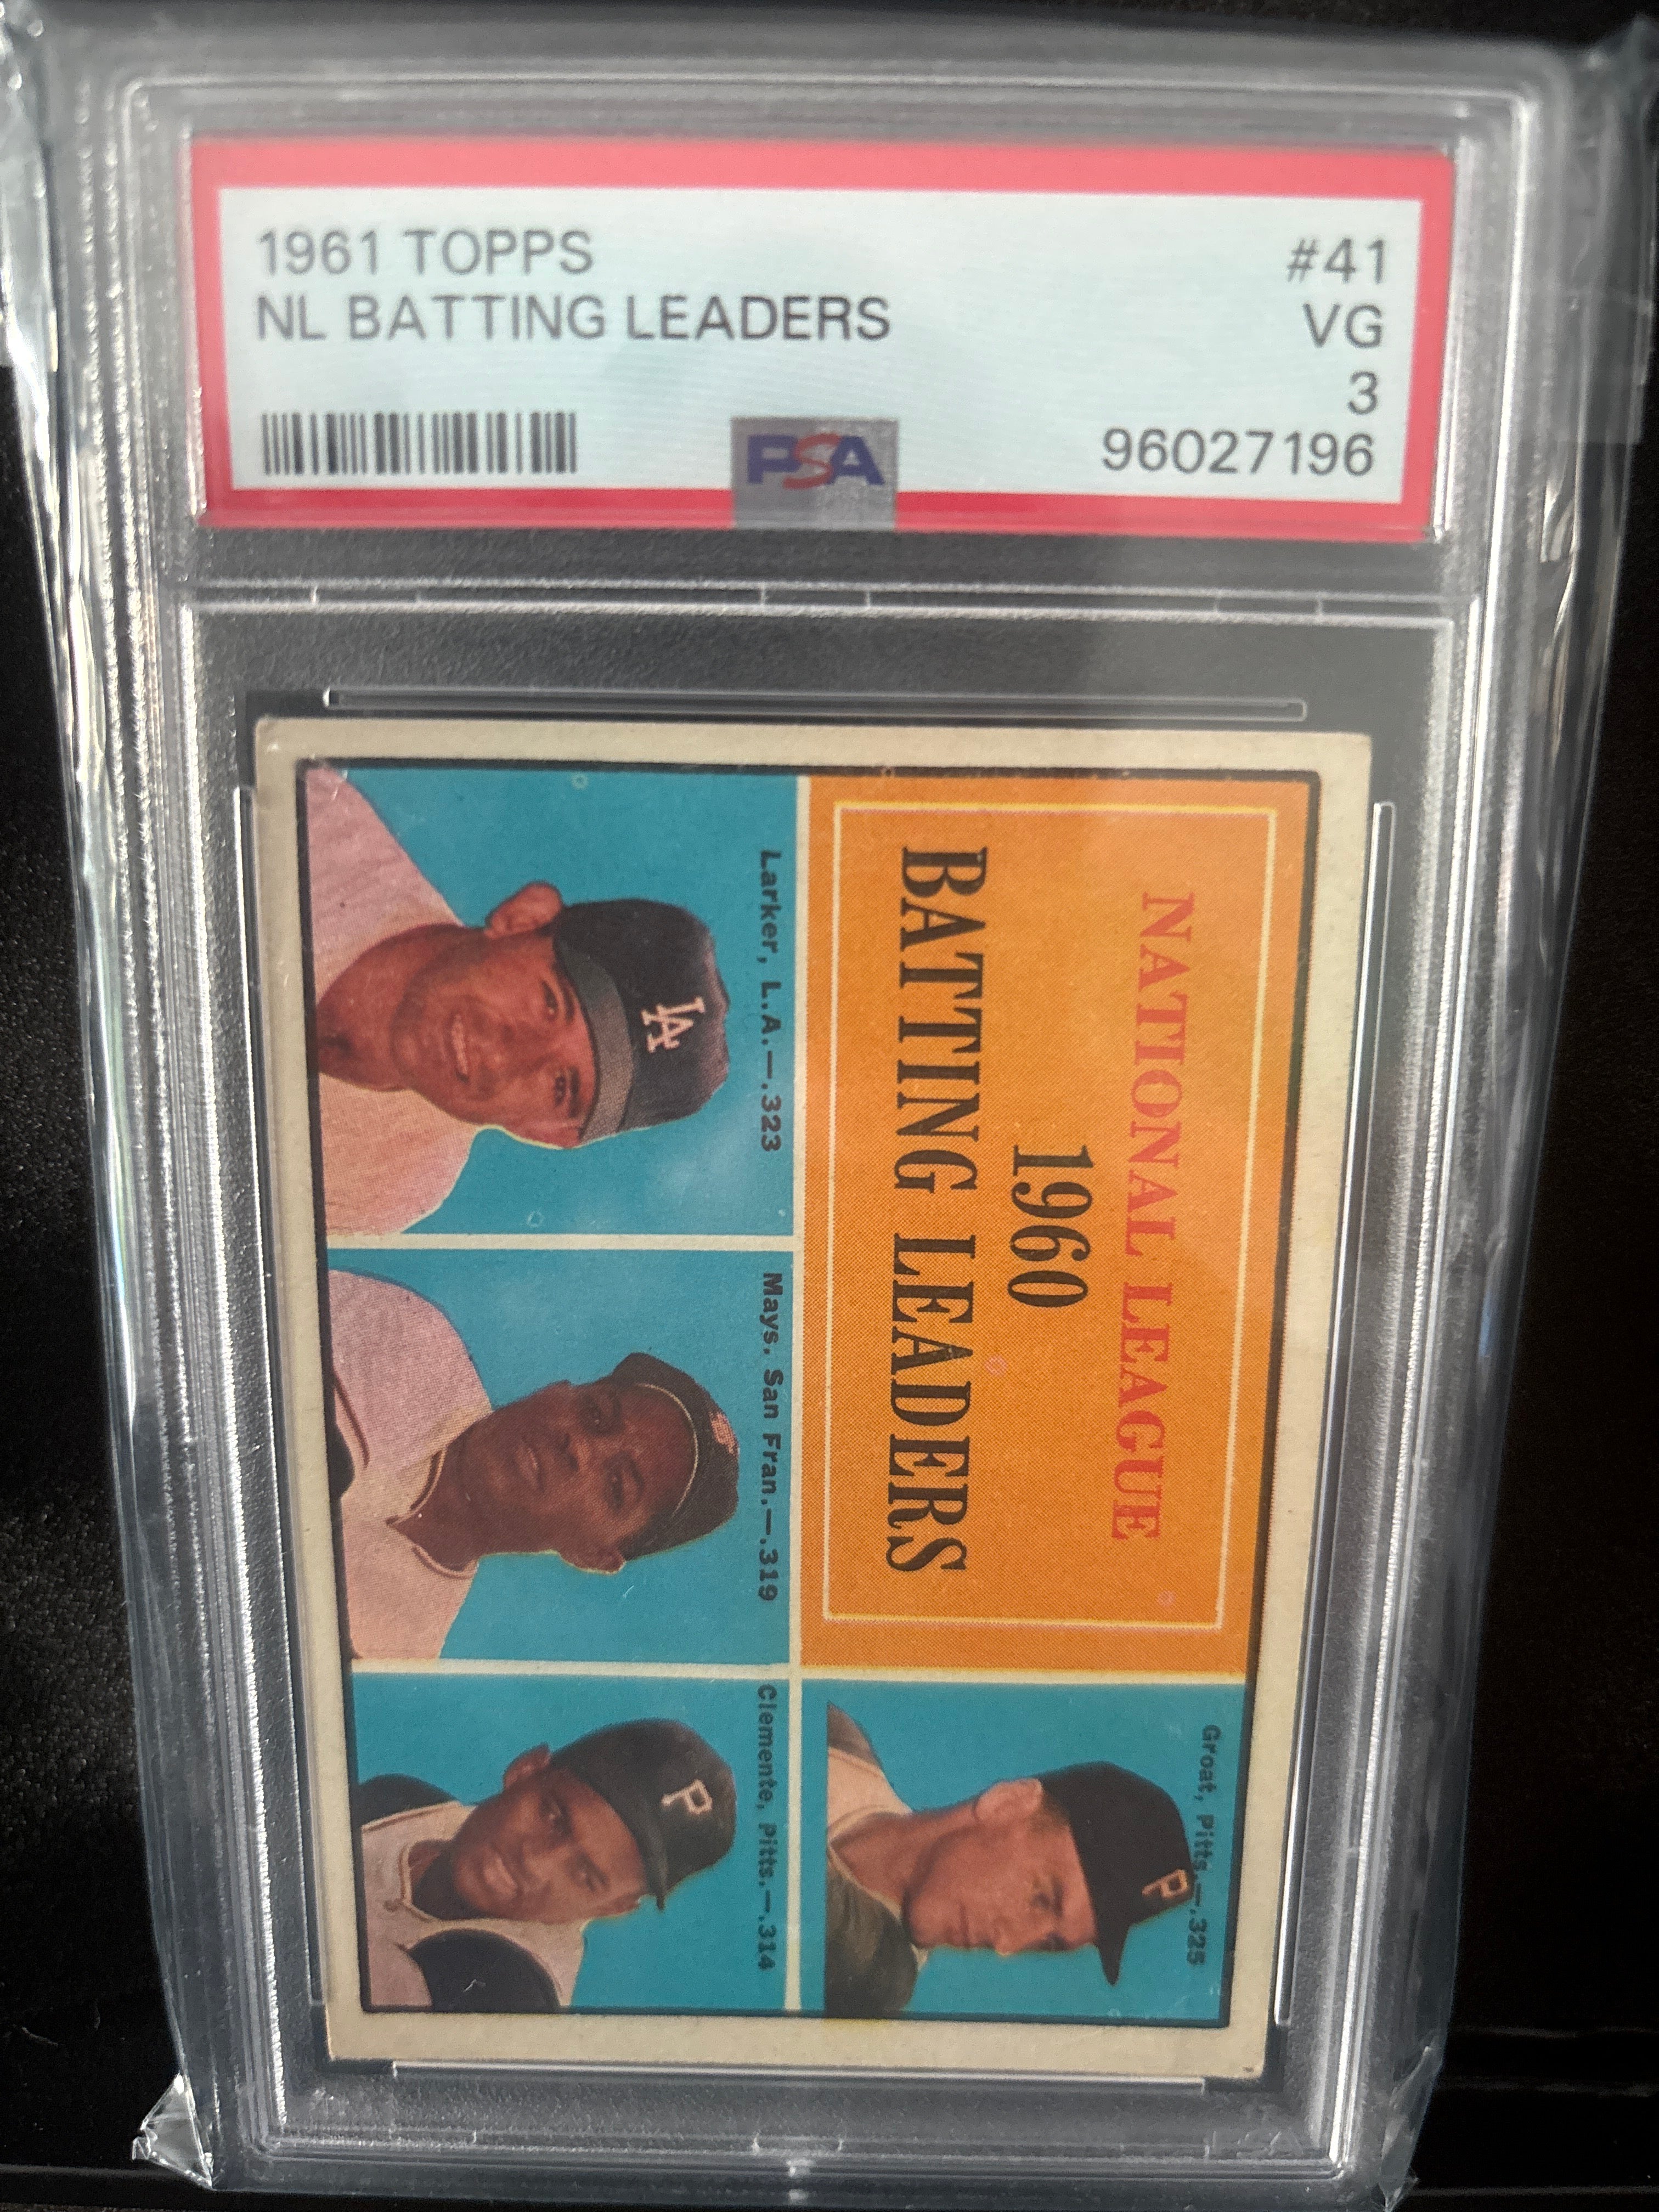 1961 TOPPS
NL BATTING LEADERS
#41
VG
3
96027196
PSA
NATIONAL LEAGUE
1960
BATTING LEADERS
Groat, Pitts.—.325
Larker, L.A.—.323
LA
Mays, San Fran.—.319
Clemente, Pitts.—.314
P
P